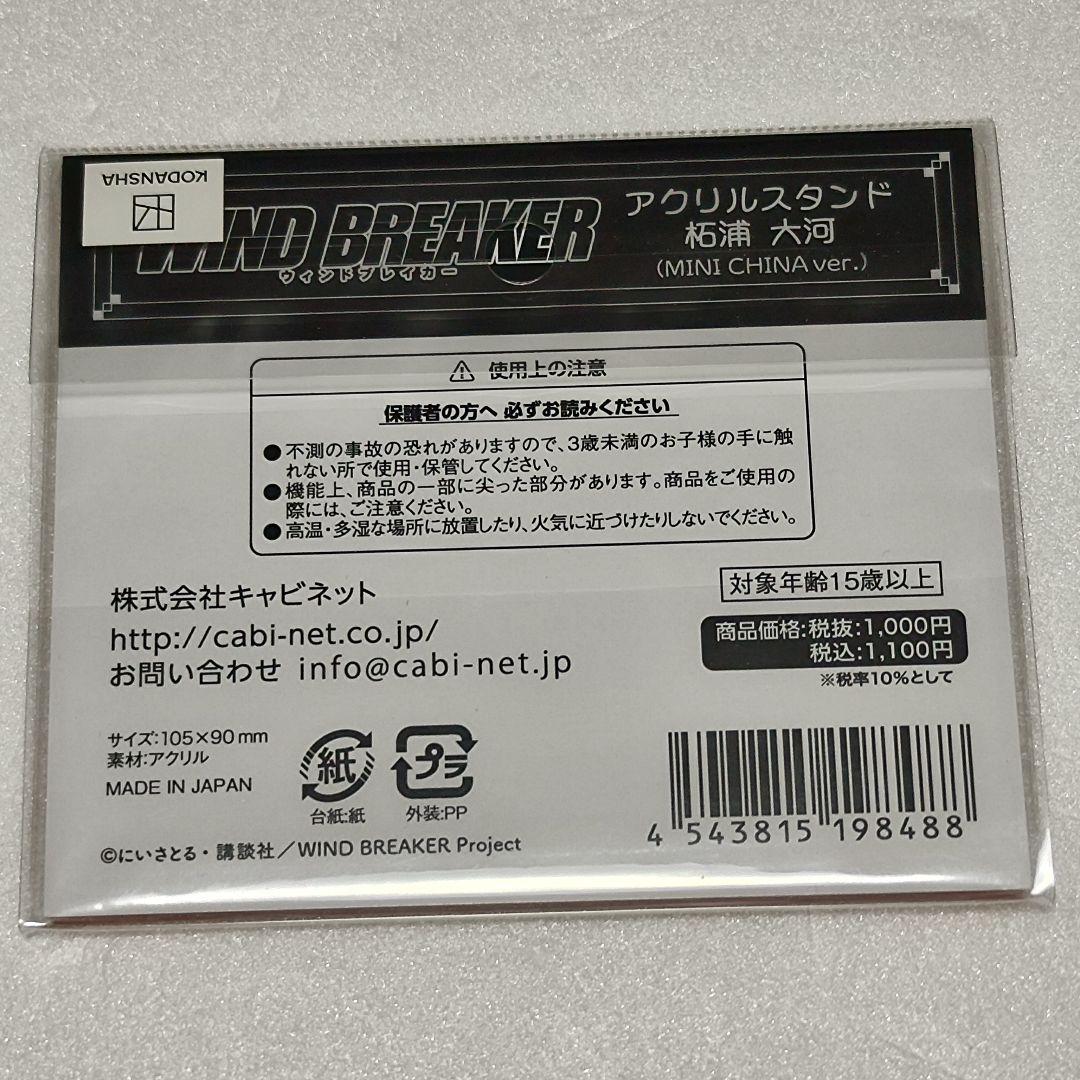 KODANSHA
WIND BREAKER
ウィンドブレイカー
アクリルスタンド
柘浦 大河
(MINI CHINA ver.)
⚠ 使用上の注意
保護者の方へ 必ずお読みください
●不測の事故の恐れがありますので、3歳未満のお子様の手に触
れない所で使用・保管してください。
●機能上、商品の一部に尖った部分があります。商品をご使用の
際には、ご注意ください。
●高温・多湿な場所に放置したり、火気に近づけたりしないでください。
株式会社キャビネット
http://cabi-net.co.jp/
お問い合わせ info@cabi-net.jp
対象年齢15歳以上
商品価格:税抜:1,000円
税込:1,100円
※税率10%として
サイズ:105×90mm
素材:アクリル
MADE IN JAPAN
紙
台紙:紙
プラ
外装:PP
4 543815 198488
©にいさとる・講談社／WIND BREAKER Project